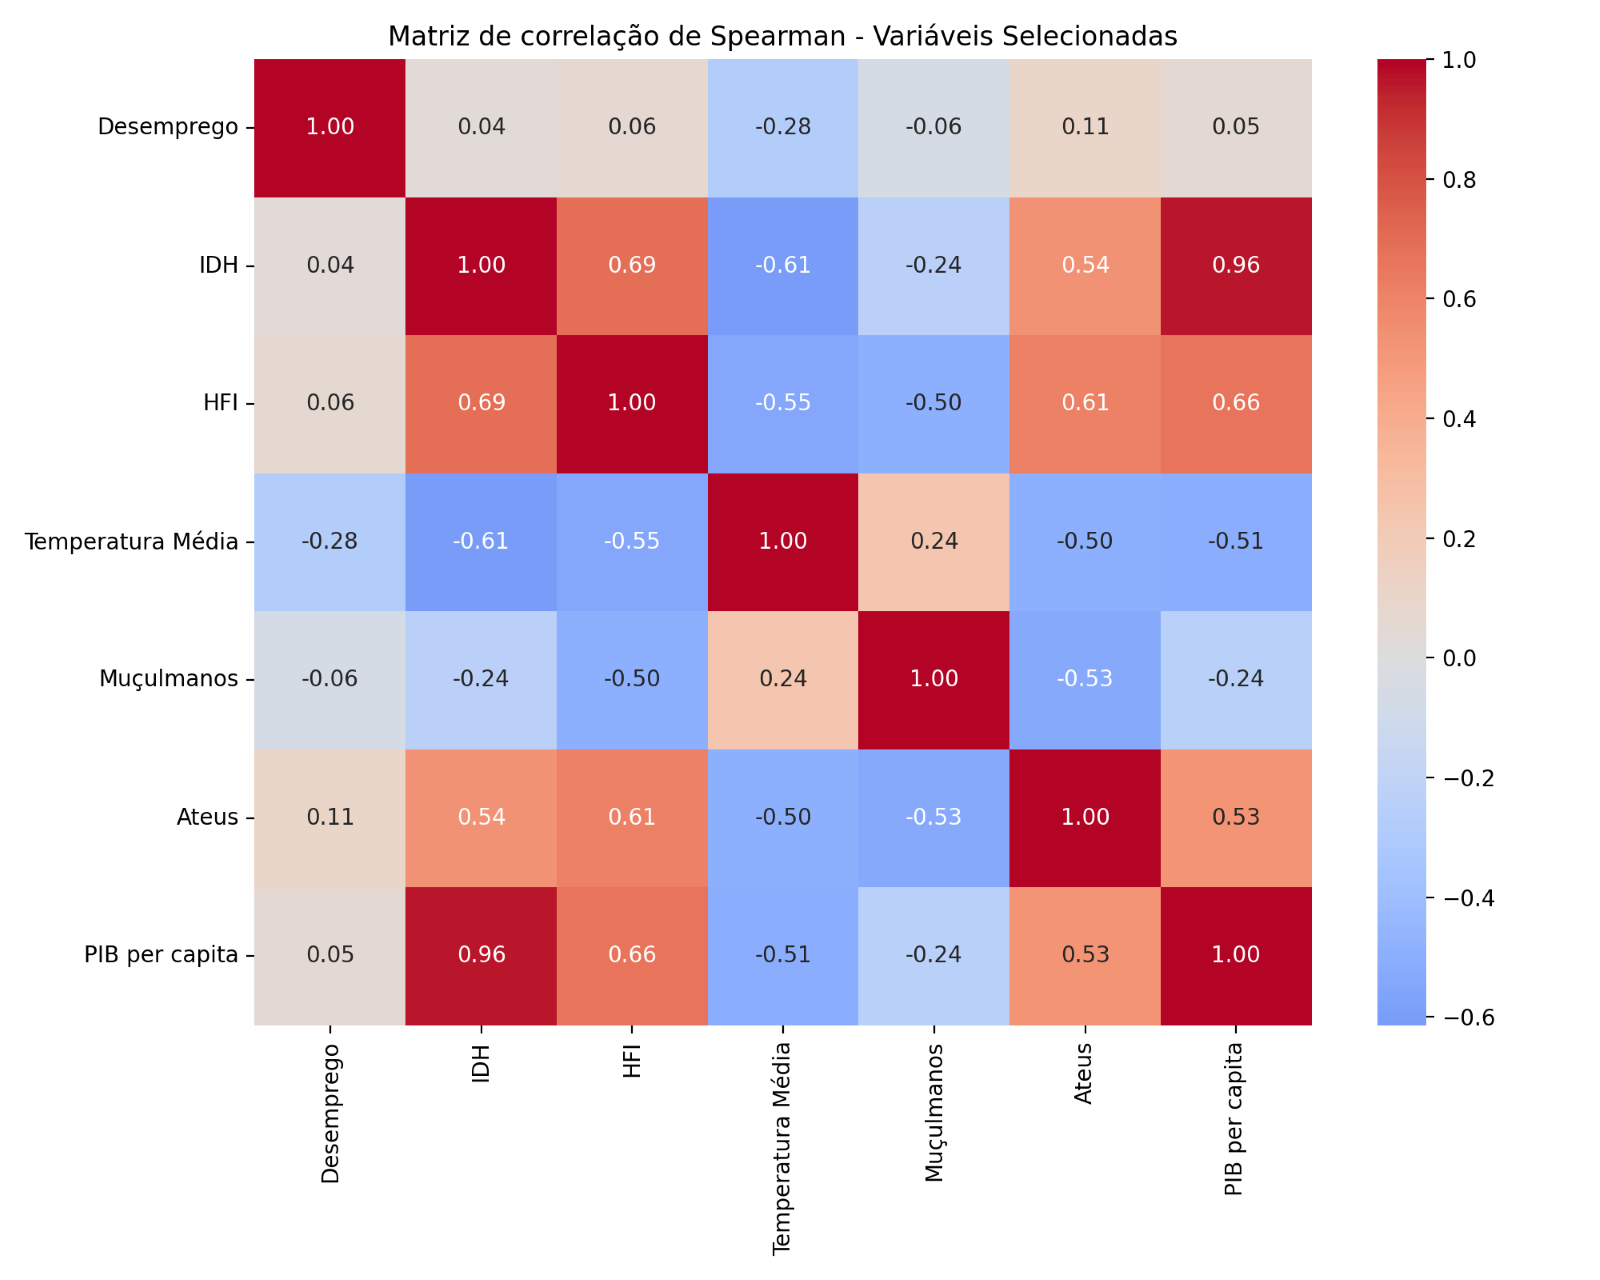 Matriz de correlação de Spearman - Variáveis Selecionadas
Desemprego 1.00 0.04 0.06 -0.28 -0.06 0.11 0.05
IDH 0.04 1.00 0.69 -0.61 -0.24 0.54 0.96
HFI 0.06 0.69 1.00 -0.55 -0.50 0.61 0.66
Temperatura Média -0.28 -0.61 -0.55 1.00 0.24 -0.50 -0.51
Muçulmanos -0.06 -0.24 -0.50 0.24 1.00 -0.53 -0.24
Ateus 0.11 0.54 0.61 -0.50 -0.53 1.00 0.53
PIB per capita 0.05 0.96 0.66 -0.51 -0.24 0.53 1.00
Desemprego
IDH
HFI
Temperatura Média
Muçulmanos
Ateus
PIB per capita
1.0
0.8
0.6
0.4
0.2
0.0
−0.2
−0.4
−0.6